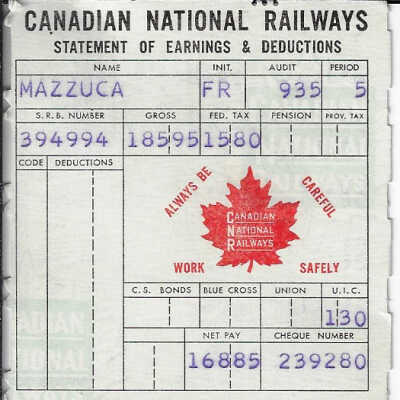 CANADIAN NATIONAL RAILWAYS
STATEMENT OF EARNINGS & DEDUCTIONS
NAME INIT. AUDIT PERIOD
MAZZUCA FR 935 5
S.R.B. NUMBER GROSS FED. TAX PENSION PROV. TAX
394994 18595 1580
CODE DEDUCTIONS
ALWAYS BE CAREFUL
CANADIAN
NATIONAL
RAILWAYS
WORK SAFELY
C.S. BONDS BLUE CROSS UNION U.I.C.
130
NET PAY CHEQUE NUMBER
16885 239280